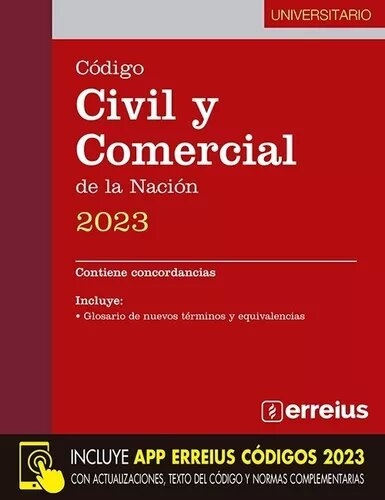 UNIVERSITARIO
Código
Civil y
Comercial
de la Nación
2023
Contiene concordancias
Incluye:
• Glosario de nuevos términos y equivalencias
erreius
INCLUYE APP ERREIUS CÓDIGOS 2023
CON ACTUALIZACIONES, TEXTO DEL CÓDIGO Y NORMAS COMPLEMENTARIAS